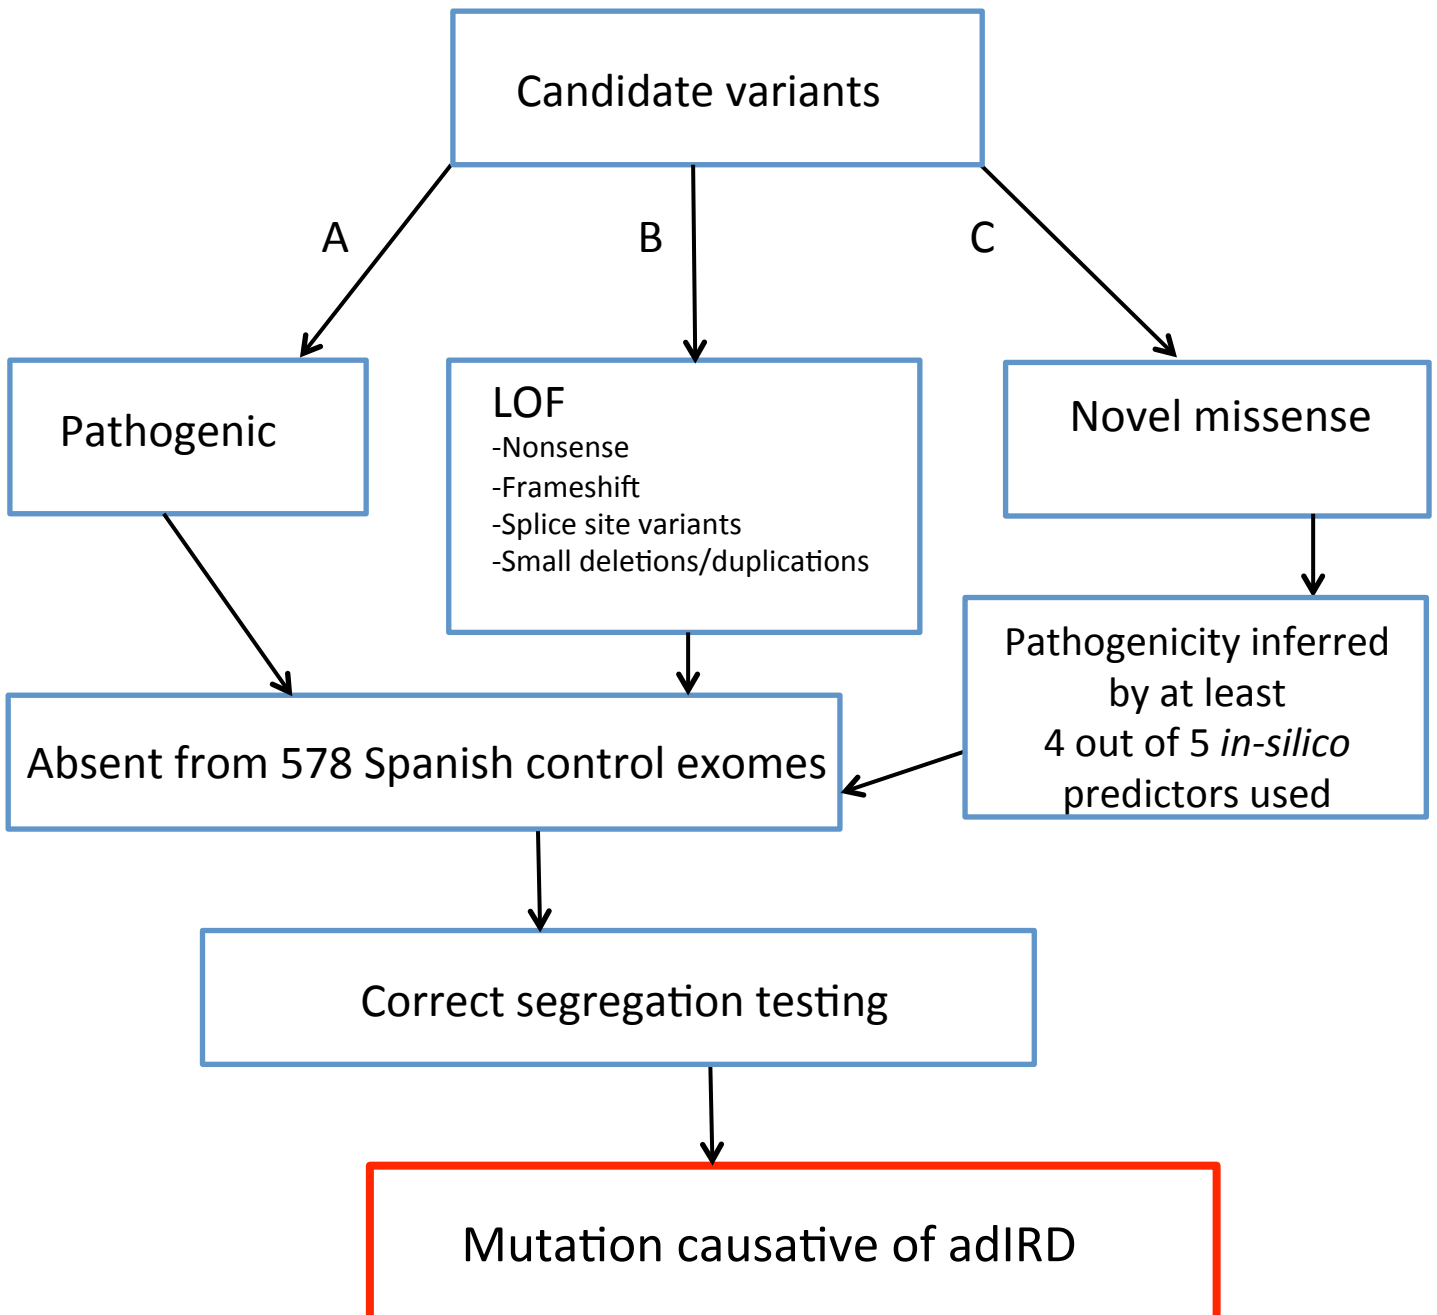 Candidate variants
A
B
C
Pathogenic
LOF
-Nonsense
-Frameshift
-Splice site variants
-Small deletions/duplications
Novel missense
Pathogenicity inferred
by at least
4 out of 5 in-silico
predictors used
Absent from 578 Spanish control exomes
Correct segregation testing
Mutation causative of adIRD